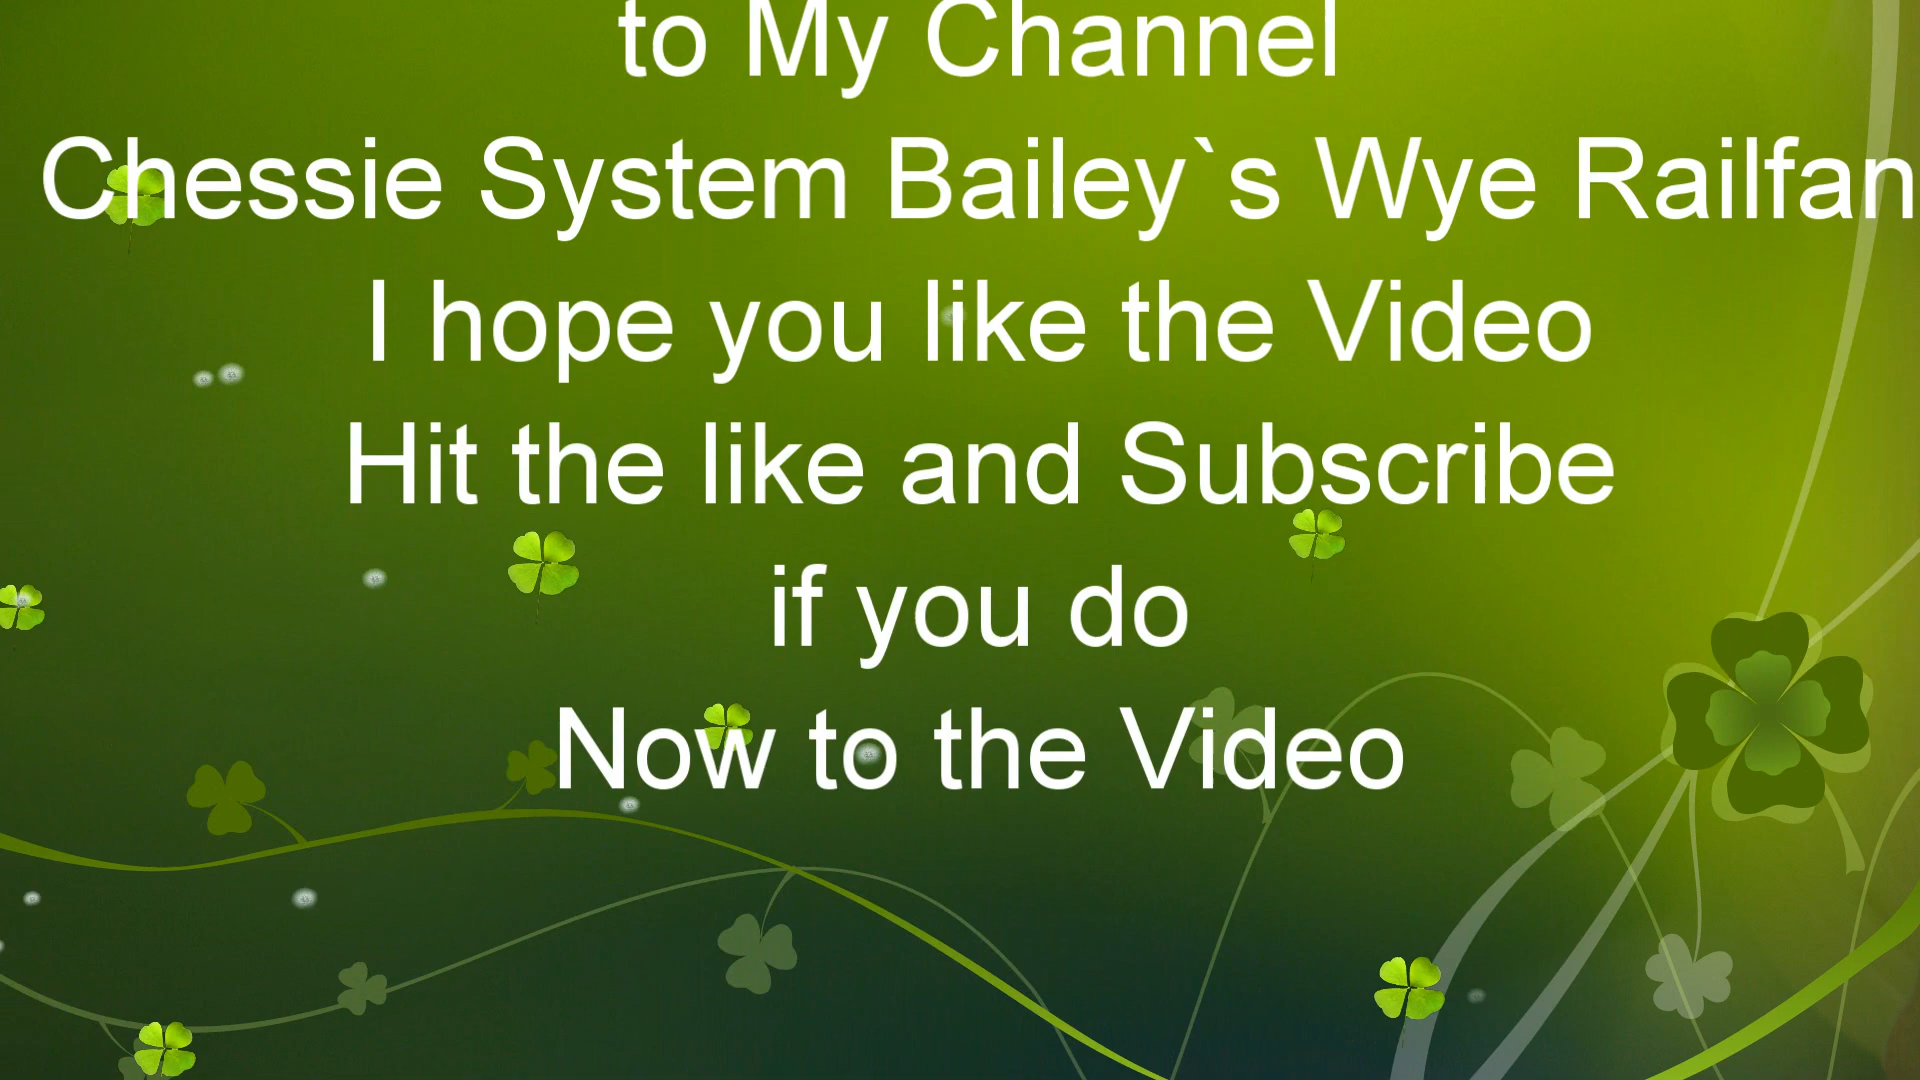 to My Channel
Chessie System Bailey`s Wye Railfan
I hope you like the Video
Hit the like and Subscribe
if you do
Now to the Video